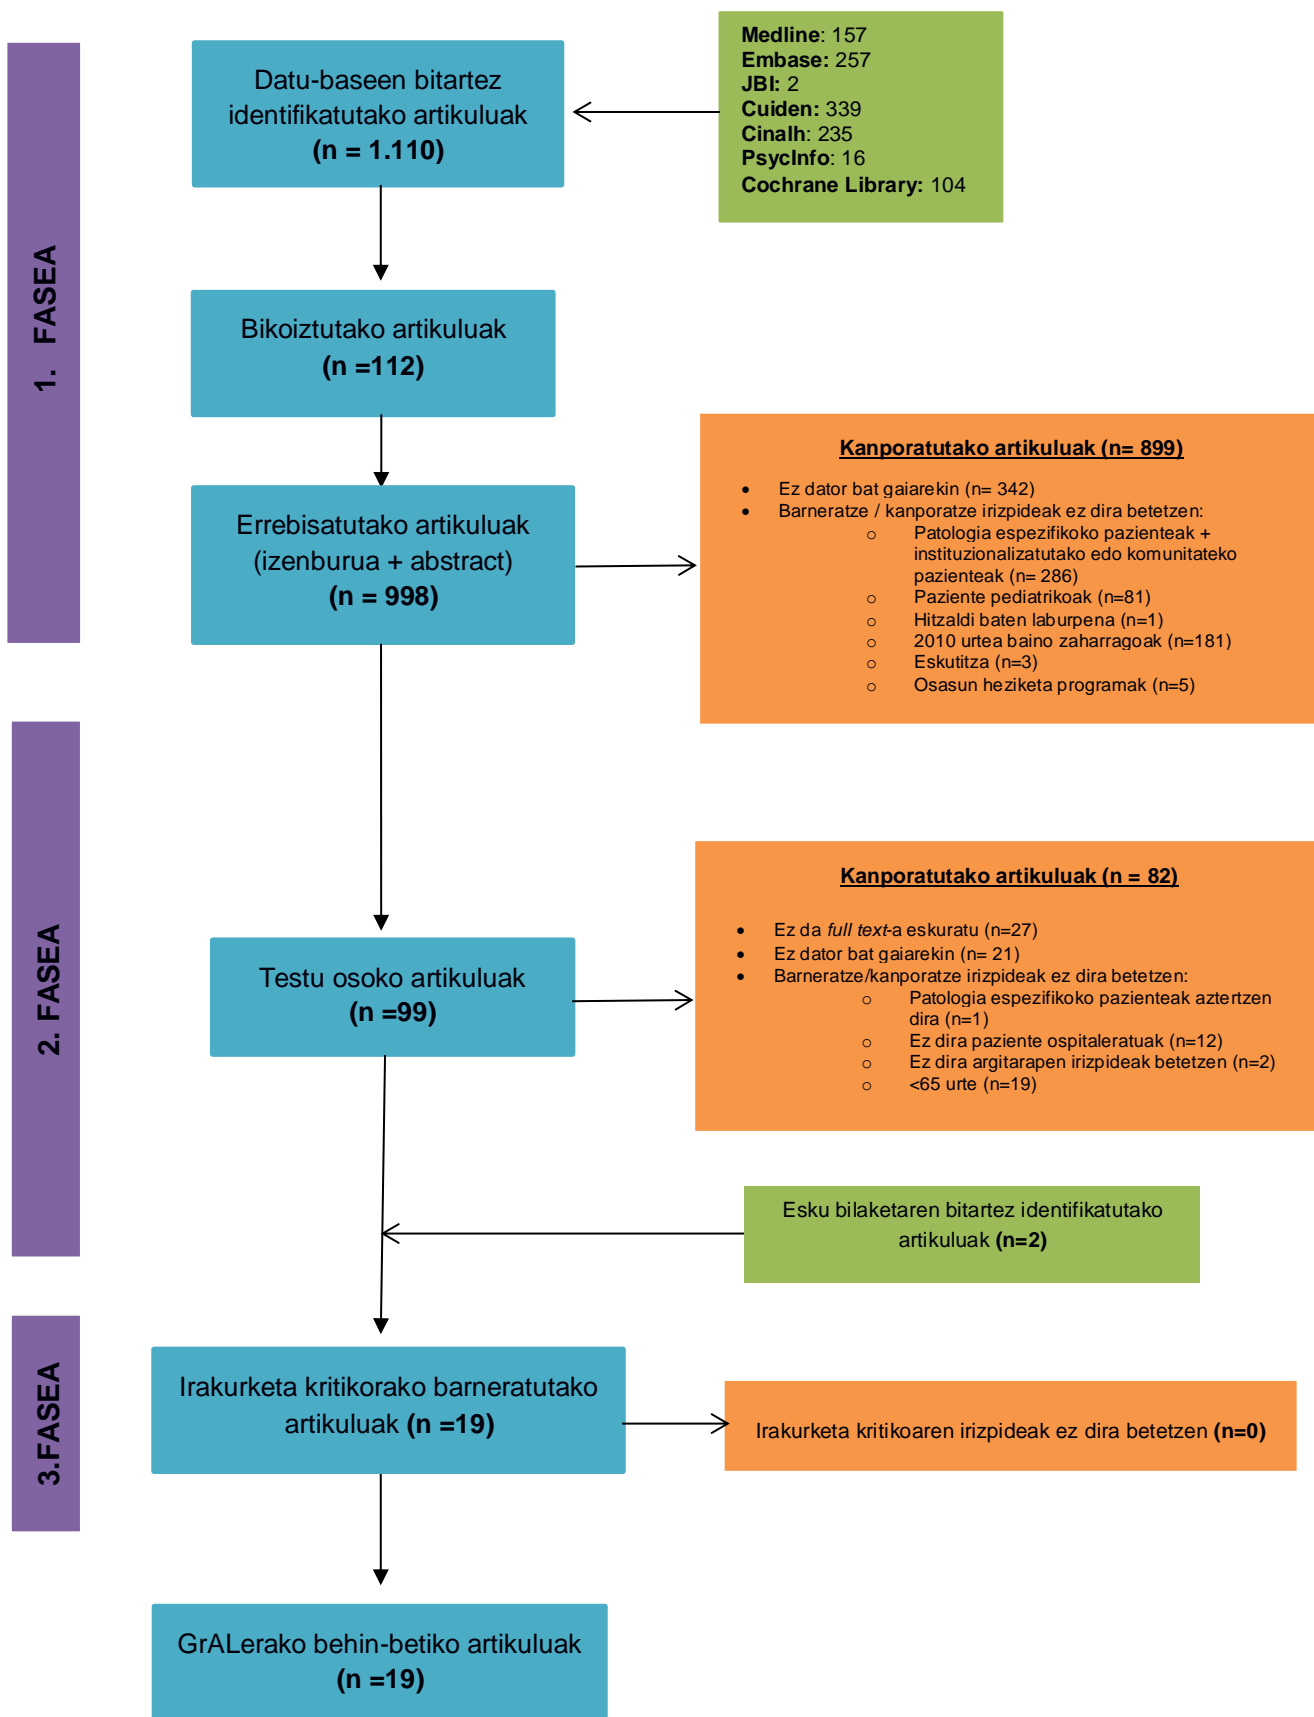 1. FASEA
Datu-baseen bitartez
identifikatutako artikuluak
(n = 1.110)
Medline: 157
Embase: 257
JBI: 2
Cuiden: 339
Cinalh: 235
PsycInfo: 16
Cochrane Library: 104
Bikoiztutako artikuluak
(n =112)
Errebisatutako artikuluak
(izenburua + abstract)
(n = 998)
Kanporatutako artikuluak (n= 899)
• Ez dator bat gaiarekin (n= 342)
• Barneratze / kanporatze irizpideak ez dira betetzen:
o Patologia espezifikoko pazienteak +
instituzionalizatutako edo komunitateko
pazienteak (n= 286)
o Paziente pediatrikoak (n=81)
o Hitzaldi baten laburpena (n=1)
o 2010 urtea baino zaharragoak (n=181)
o Eskutitza (n=3)
o Osasun heziketa programak (n=5)
2. FASEA
Testu osoko artikuluak
(n =99)
Kanporatutako artikuluak (n = 82)
• Ez da full text-a eskuratu (n=27)
• Ez dator bat gaiarekin (n= 21)
• Barneratze/kanporatze irizpideak ez dira betetzen:
o Patologia espezifikoko pazienteak aztertzen
dira (n=1)
o Ez dira paziente ospitaleratuak (n=12)
o Ez dira argitarapen irizpideak betetzen (n=2)
o <65 urte (n=19)
Esku bilaketaren bitartez identifikatutako
artikuluak (n=2)
3.FASEA
Irakurketa kritikorako barneratutako
artikuluak (n =19)
Irakurketa kritikoaren irizpideak ez dira betetzen (n=0)
GrALerako behin-betiko artikuluak
(n =19)